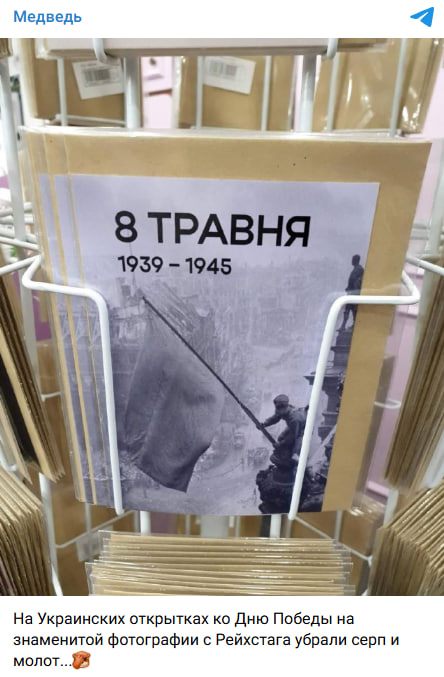 Медведь
8 ТРАВНЯ
1939 – 1945
На Украинских открытках ко Дню Победы на
знаменитой фотографии с Рейхстага убрали серп и
молот...